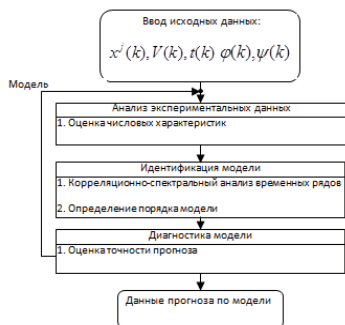 Ввод исходных данных:
x^j(k), V(k), t(k) φ(k), ψ(k)
Модель
Анализ экспериментальных данных
1. Оценка числовых характеристик
Идентификация модели
1. Корреляционно-спектральный анализ временных рядов
2. Определение порядка модели
Диагностика модели
1. Оценка точности прогноза
Данные прогноза по модели